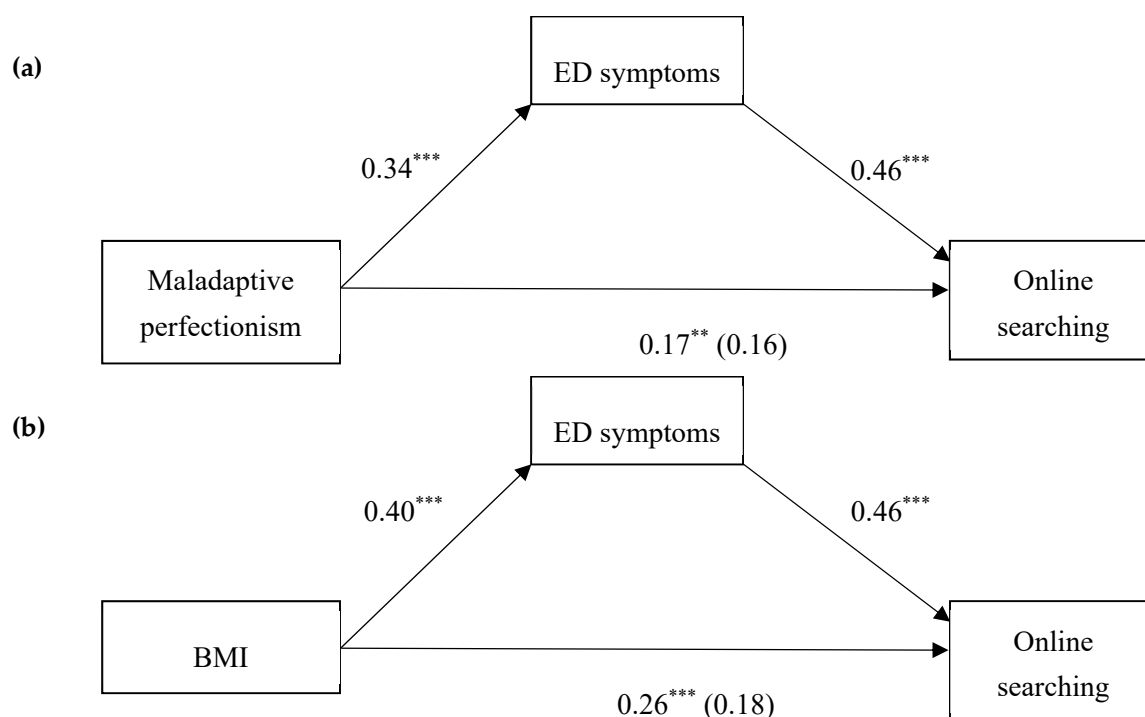 (a)
ED symptoms
0.34***
0.46***
Maladaptive
perfectionism
Online
searching
0.17** (0.16)
(b)
ED symptoms
0.40***
0.46***
BMI
Online
searching
0.26*** (0.18)